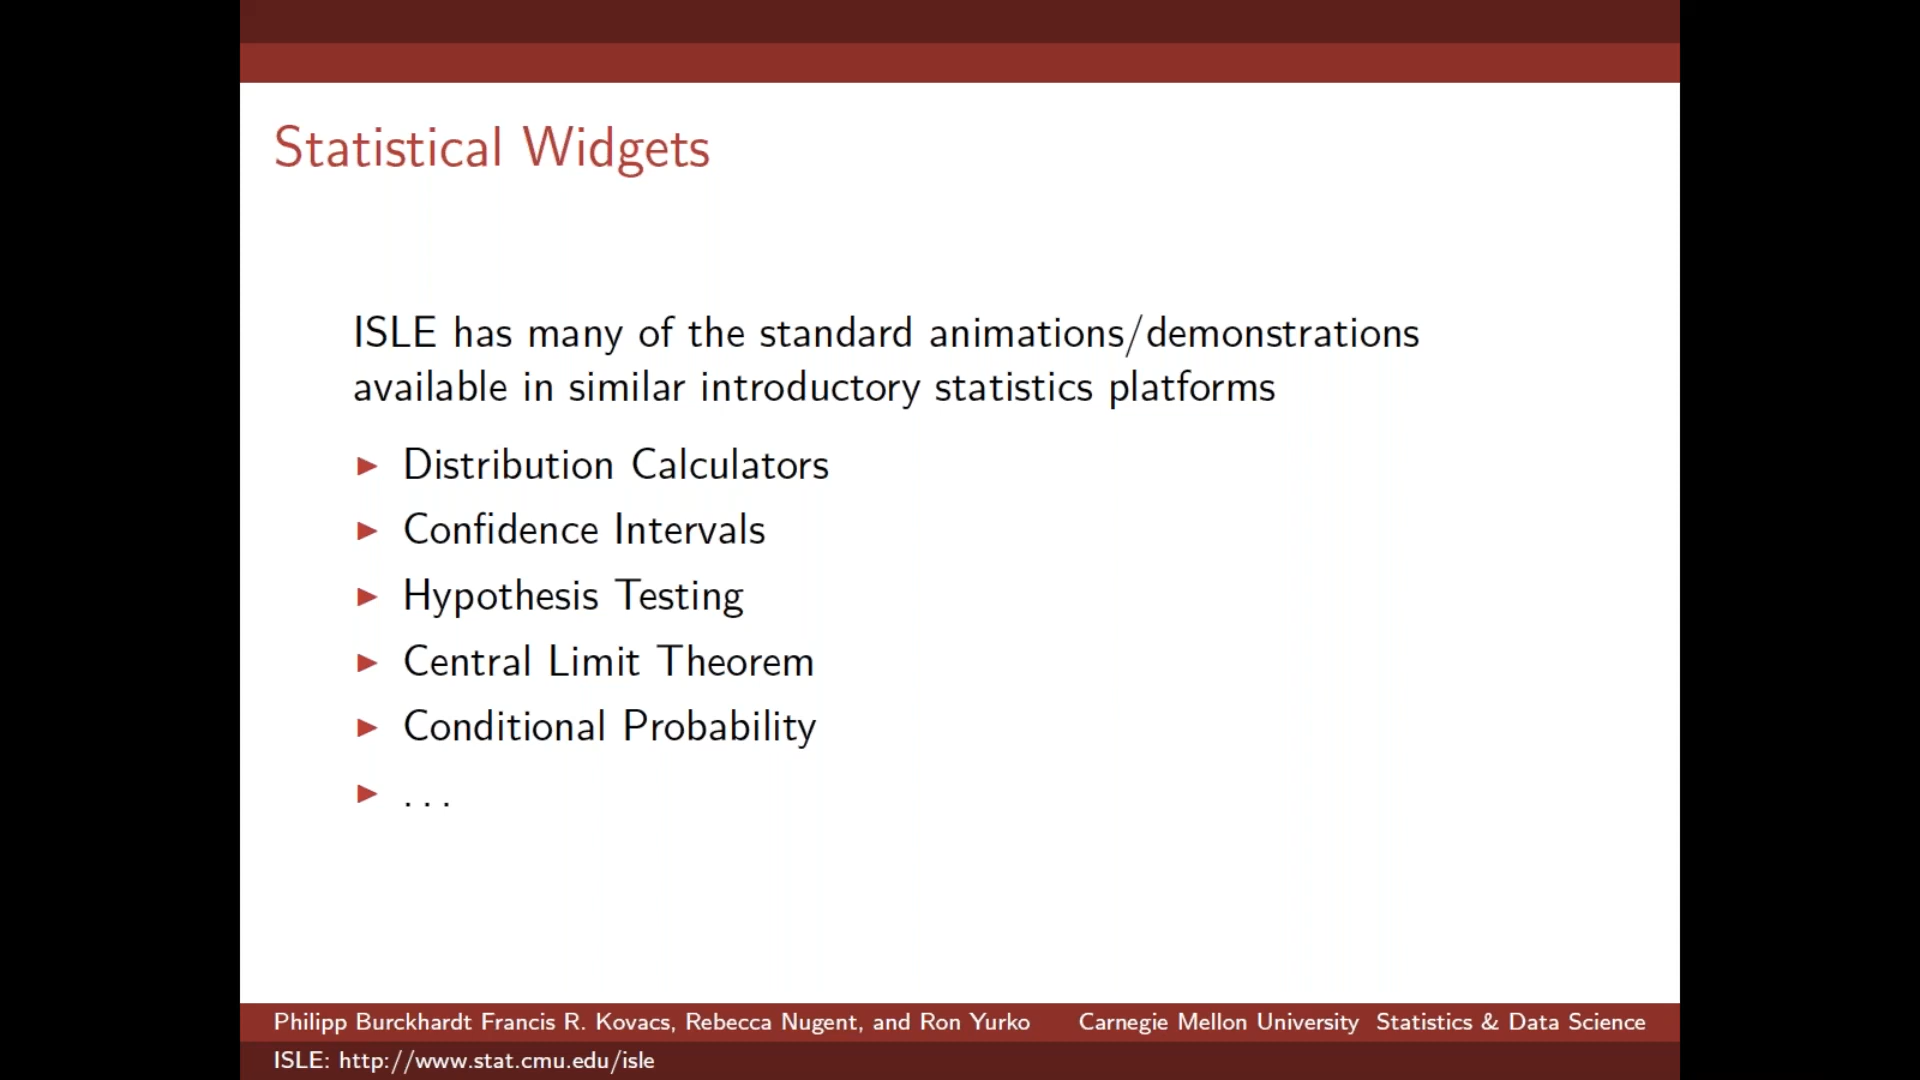 Statistical Widgets
ISLE has many of the standard animations/demonstrations
available in similar introductory statistics platforms
▶ Distribution Calculators
▶ Confidence Intervals
▶ Hypothesis Testing
▶ Central Limit Theorem
▶ Conditional Probability
▶ . . .
Philipp Burckhardt Francis R. Kovacs, Rebecca Nugent, and Ron Yurko Carnegie Mellon University Statistics & Data Science
ISLE: http://www.stat.cmu.edu/isle